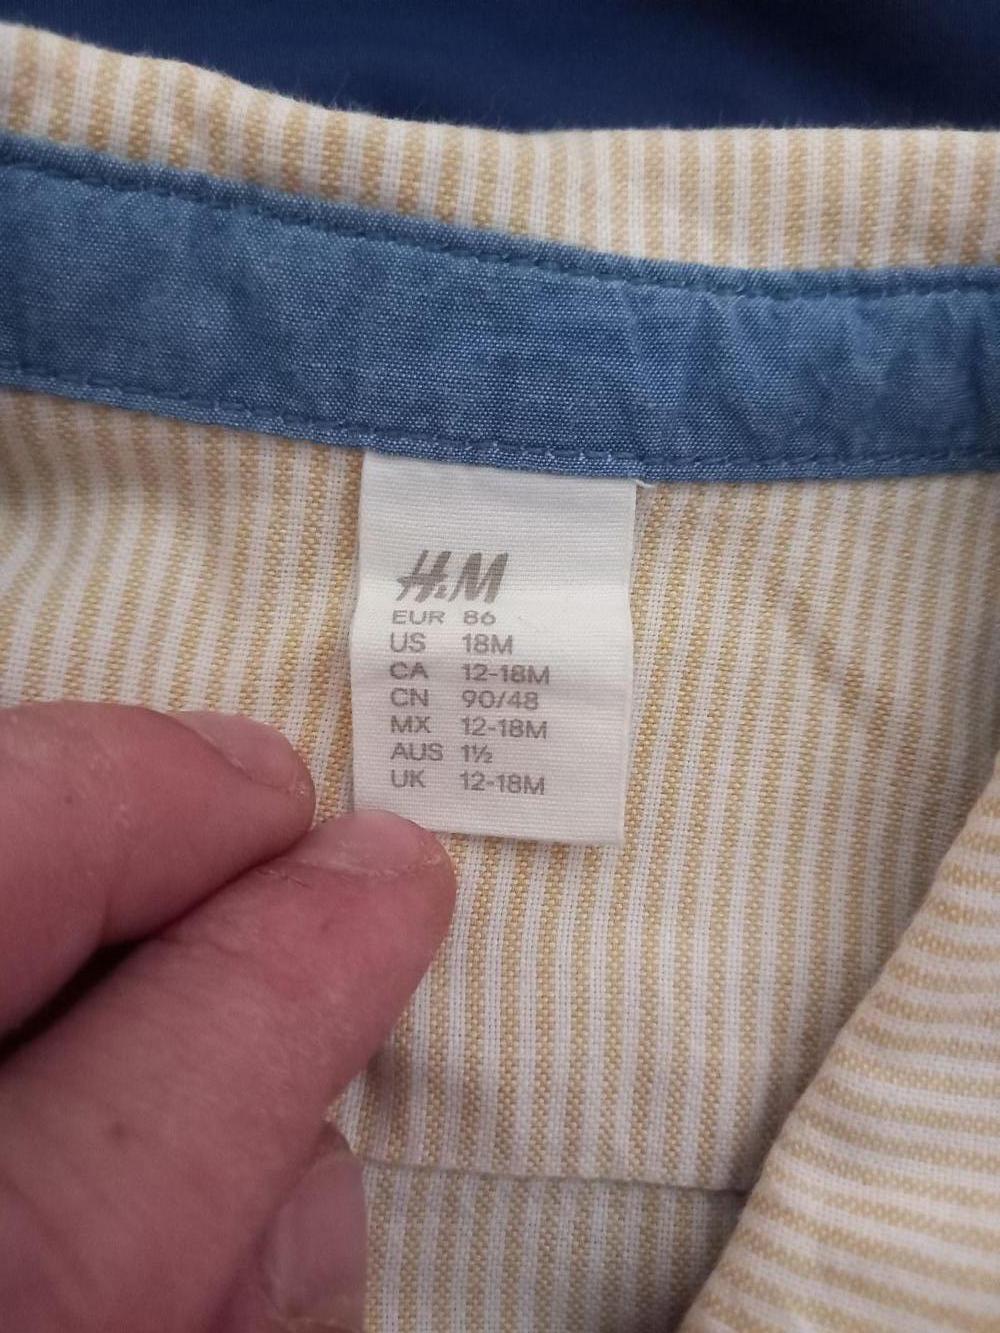 H&M
EUR 86
US 18M
CA 12-18M
CN 90/48
MX 12-18M
AUS 1½
UK 12-18M